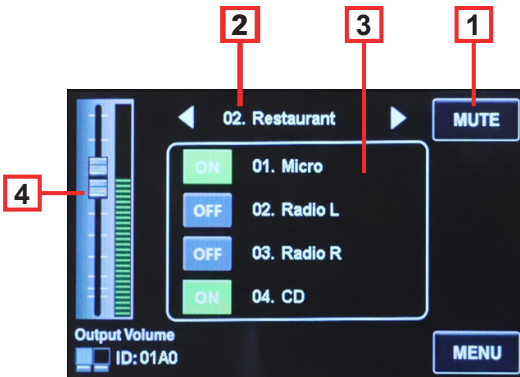 2
3
1
02. Restaurant
MUTE
ON 01. Micro
4
OFF 02. Radio L
OFF 03. Radio R
ON 04. CD
Output Volume
ID: 01A0
MENU